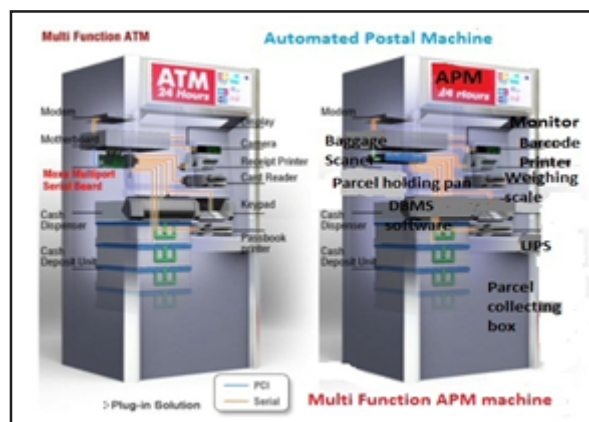 Multi Function ATM
Automated Postal Machine
ATM
24 Hours
Modem
Display
Motherboard
Camera
Receipt Printer
Moxa Multiport
Serial Board
Card Reader
Cash
Dispenser
Keypad
Cash
Deposit Unit
Passbook
printer
PCI
Serial
Plug-in Solution
APM
24 Hours
Modem
Monitor
Baggage
Scaner
Barcode
Printer
Parcel holding pan
Weighing
scale
DBMS
software
Cash
Dispenser
UPS
Cash
Deposit Unit
Parcel
collecting
box
Multi Function APM machine